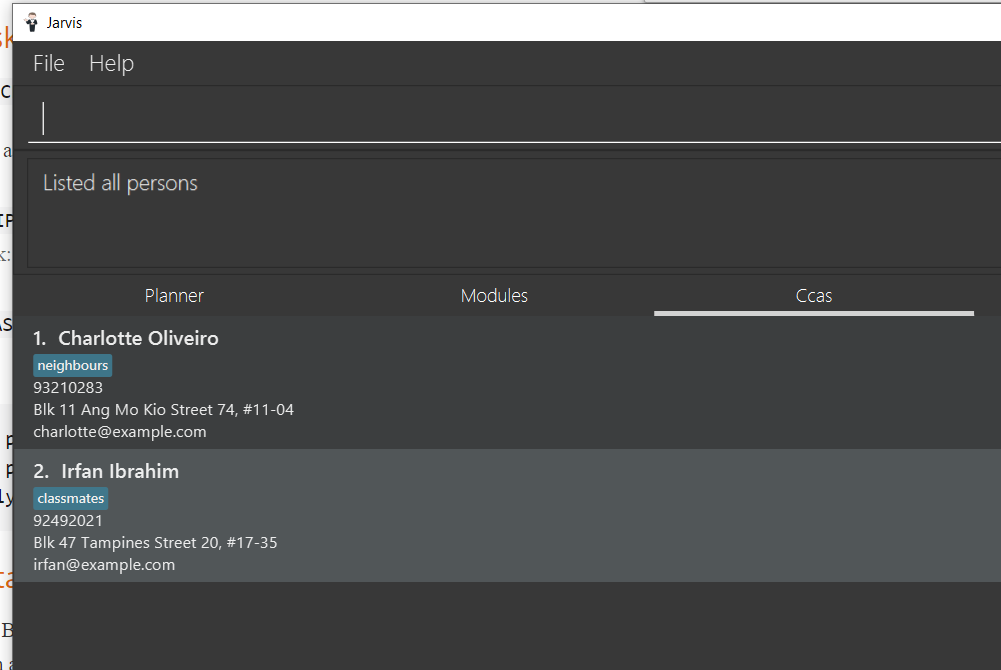 Jarvis
File Help
Listed all persons
Planner Modules Ccas
1. Charlotte Oliveiro
neighbours
93210283
Blk 11 Ang Mo Kio Street 74, #11-04
charlotte@example.com
2. Irfan Ibrahim
classmates
92492021
Blk 47 Tampines Street 20, #17-35
irfan@example.com